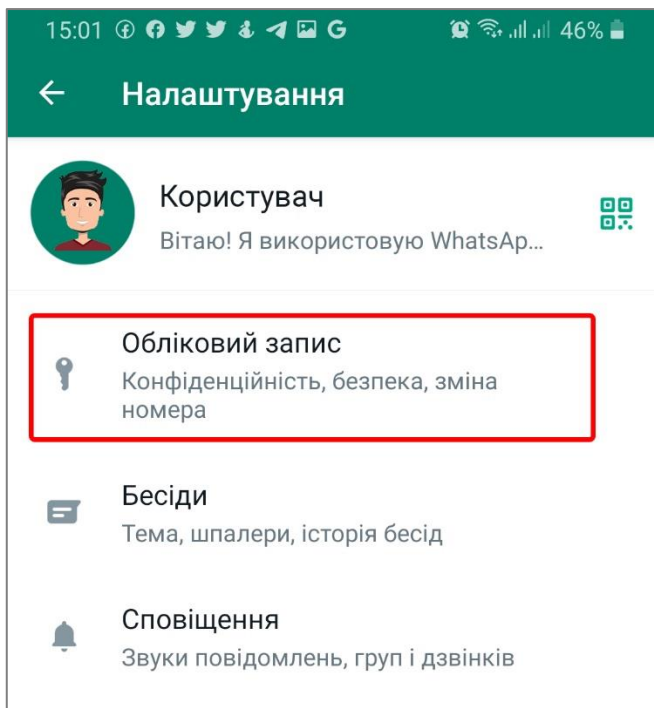 15:01 G 46%
Налаштування
Користувач
Вітаю! Я використовую WhatsAp...
Обліковий запис
Конфіденційність, безпека, зміна
номера
Бесіди
Тема, шпалери, історія бесід
Сповіщення
Звуки повідомлень, груп і дзвінків